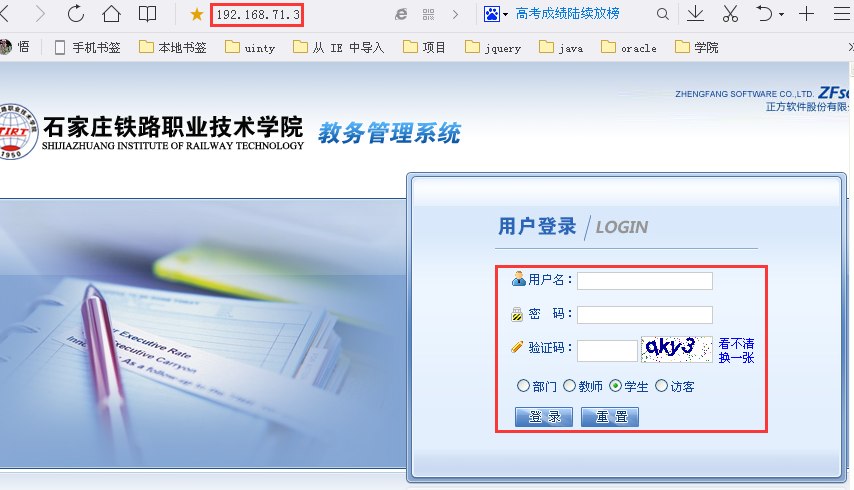 192.168.71.3
高考成绩陆续放榜
悟 手机书签 本地书签 uinty 从 IE 中导入 项目 jquery java oracle 学院
ZHENGFANG SOFTWARE CO.,LTD.
正方软件股份有限
石家庄铁路职业技术学院 教务管理系统
SHIJIAZHUANG INSTITUTE OF RAILWAY TECHNOLOGY
1950
用户登录 / LOGIN
用户名：
密 码：
验证码： aky3 看不清
换一张
部门 教师 学生 访客
登 录 重 置
Executive Rate
Executive Carryon
As a follow-up